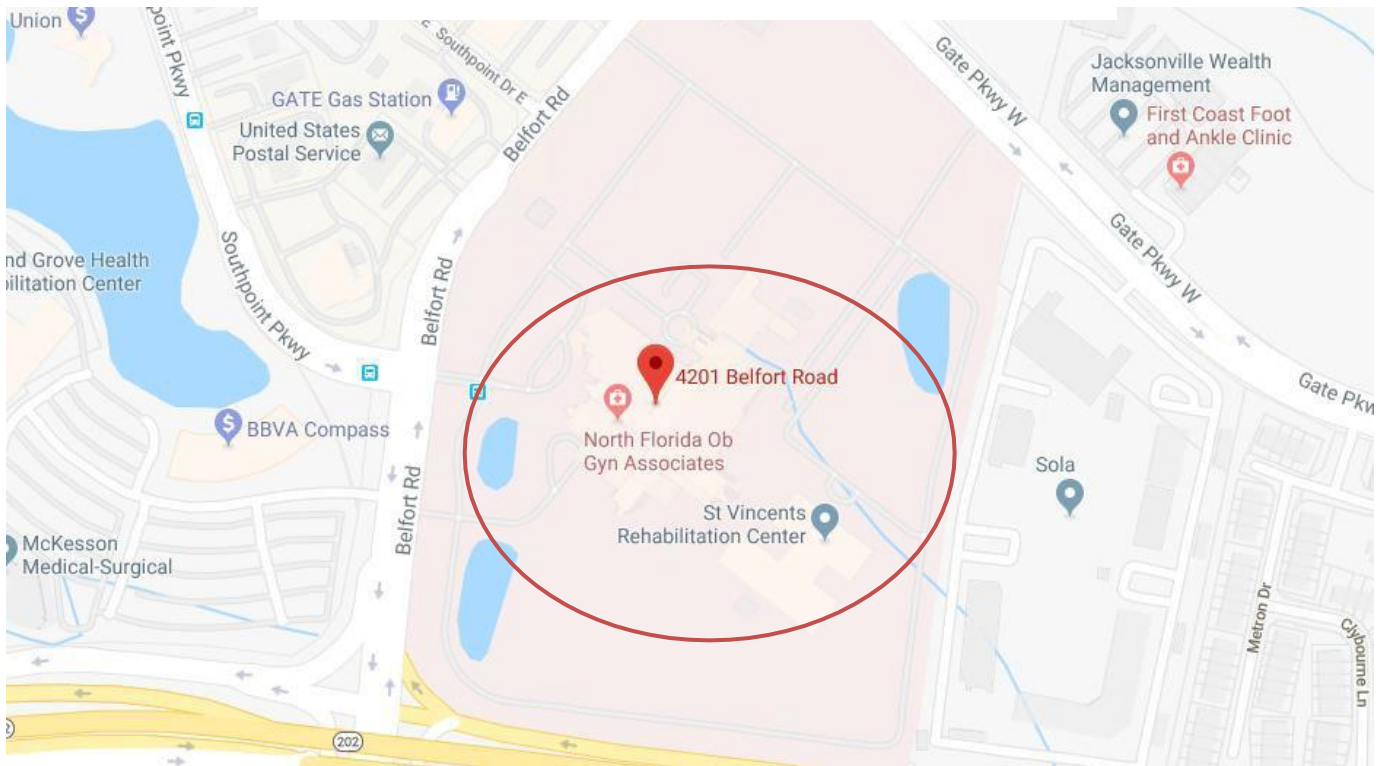 Union
point Pkwy
E
Southpoint Dr E
GATE Gas Station
United States
Postal Service
Belfort Rd
Gate Pkwy W
Jacksonville Wealth
Management
First Coast Foot
and Ankle Clinic
nd Grove Health
bilitation Center
Southpoint Pkwy
Belfort Rd
Gate Pkwy W
4201 Belfort Road
North Florida Ob
Gyn Associates
BBVA Compass
Gate Pkw
Belfort Rd
St Vincents
Rehabilitation Center
Sola
McKesson
Medical-Surgical
Metron Dr
Clybourne Ln
202